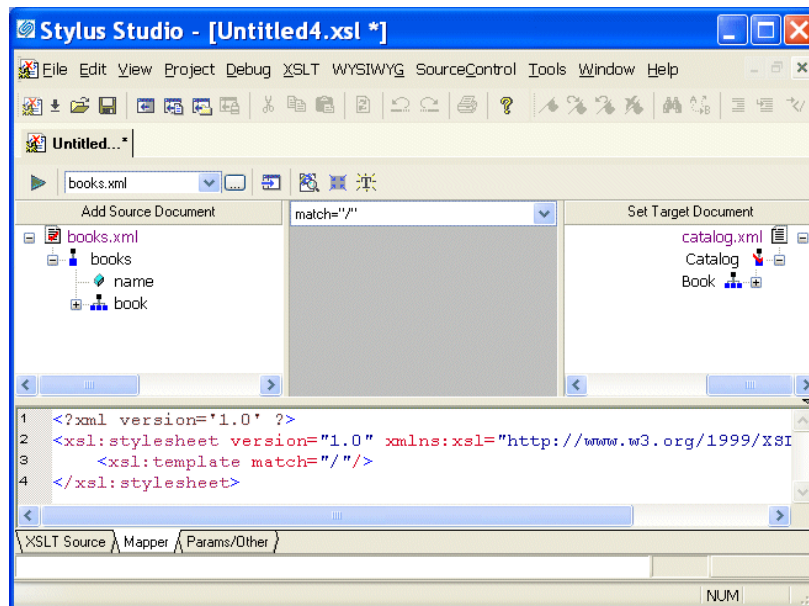 Stylus Studio - [Untitled4.xsl *]
File Edit View Project Debug XSLT WYSIWYG SourceControl Tools Window Help
Untitled...*
books.xml
Add Source Document
match="/"
Set Target Document
books.xml
catalog.xml
books
Catalog
name
Book
book
1 <?xml version='1.0' ?>
2 <xsl:stylesheet version="1.0" xmlns:xsl="http://www.w3.org/1999/XSI
3 <xsl:template match="/"/>
4 </xsl:stylesheet>
XSLT Source Mapper Params/Other
NUM